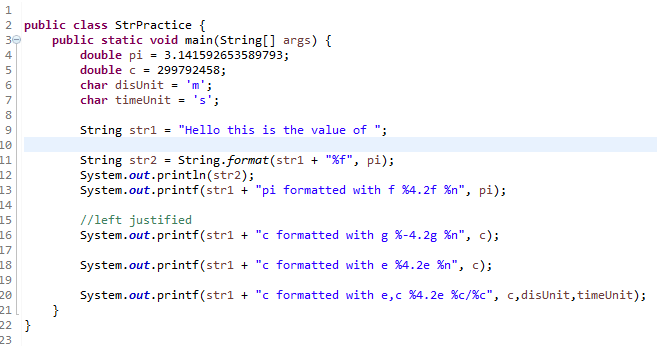 1
2 public class StrPractice {
3 public static void main(String[] args) {
4 double pi = 3.141592653589793;
5 double c = 299792458;
6 char disUnit = 'm';
7 char timeUnit = 's';
8
9 String str1 = "Hello this is the value of ";
10
11 String str2 = String.format(str1 + "%f", pi);
12 System.out.println(str2);
13 System.out.printf(str1 + "pi formatted with f %4.2f %n", pi);
14
15 //left justified
16 System.out.printf(str1 + "c formatted with g %-4.2g %n", c);
17
18 System.out.printf(str1 + "c formatted with e %4.2e %n", c);
19
20 System.out.printf(str1 + "c formatted with e,c %4.2e %c/%c", c,disUnit,timeUnit);
21 }
22 }
23